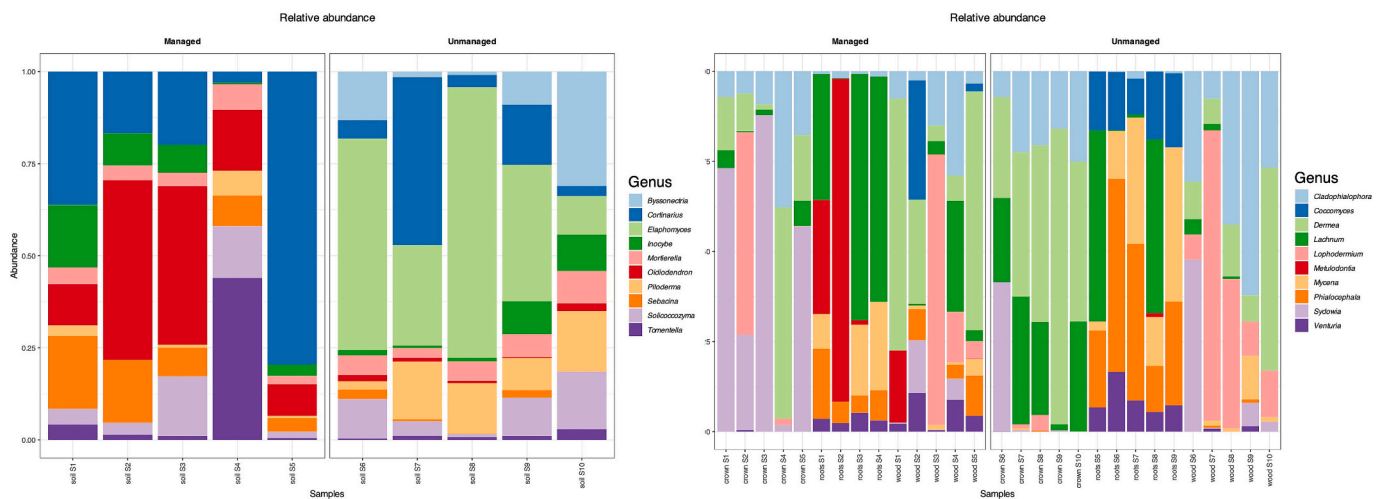 Relative abundance
Managed
Unmanaged
1.00
0.75
0.50
0.25
0.00
Abundance
soil S1
soil S2
soil S3
soil S4
soil S5
soil S6
soil S7
soil S8
soil S9
soil S10
Samples
Genus
Byssonectria
Cortinarius
Elaphomyces
Inocybe
Mortierella
Oidiodendron
Piloderma
Sebacina
Solicoccozyma
Tomentella
Relative abundance
Managed
Unmanaged
crown S1
crown S2
crown S3
crown S4
crown S5
roots S1
roots S2
roots S3
roots S4
wood S1
wood S2
wood S3
wood S4
wood S5
crown S6
crown S7
crown S8
crown S9
crown S10
roots S5
roots S6
roots S7
roots S8
roots S9
wood S6
wood S7
wood S8
wood S9
wood S10
Samples
Genus
Cladophialophora
Coccomyces
Dermea
Lachnum
Lophodermium
Metulodontia
Mycena
Phialocephala
Sydowia
Venturia